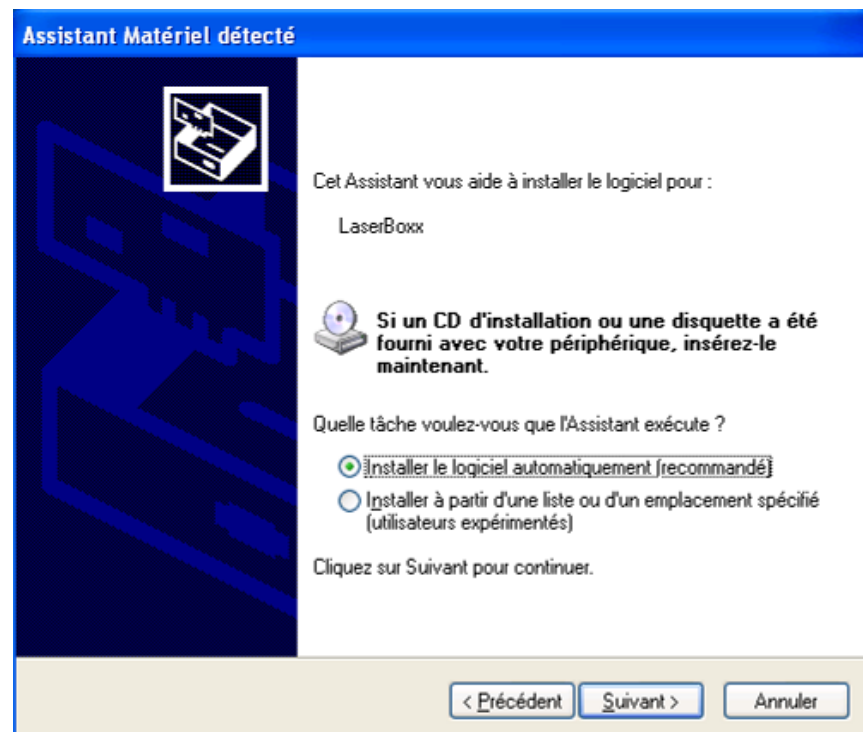 Assistant Matériel détecté
Cet Assistant vous aide à installer le logiciel pour :
LaserBoxx
Si un CD d'installation ou une disquette a été
fourni avec votre périphérique, insérez-le
maintenant.
Quelle tâche voulez-vous que l'Assistant exécute ?
Installer le logiciel automatiquement (recommandé)
Installer à partir d'une liste ou d'un emplacement spécifié
(utilisateurs expérimentés)
Cliquez sur Suivant pour continuer.
< Précédent Suivant > Annuler